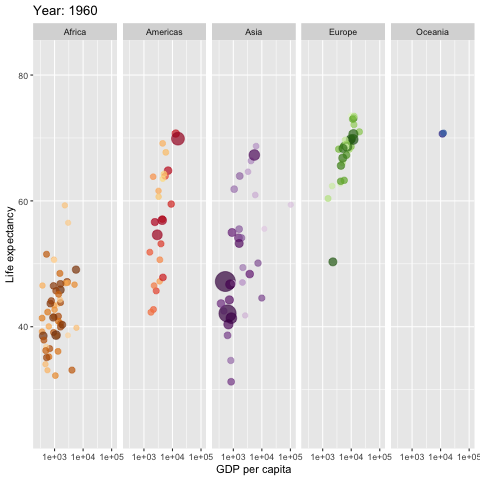 Year: 1960
Africa Americas Asia Europe Oceania
80
60
40
1e+03 1e+04 1e+05 1e+03 1e+04 1e+05 1e+03 1e+04 1e+05 1e+03 1e+04 1e+05 1e+03 1e+04 1e+05
GDP per capita
Life expectancy